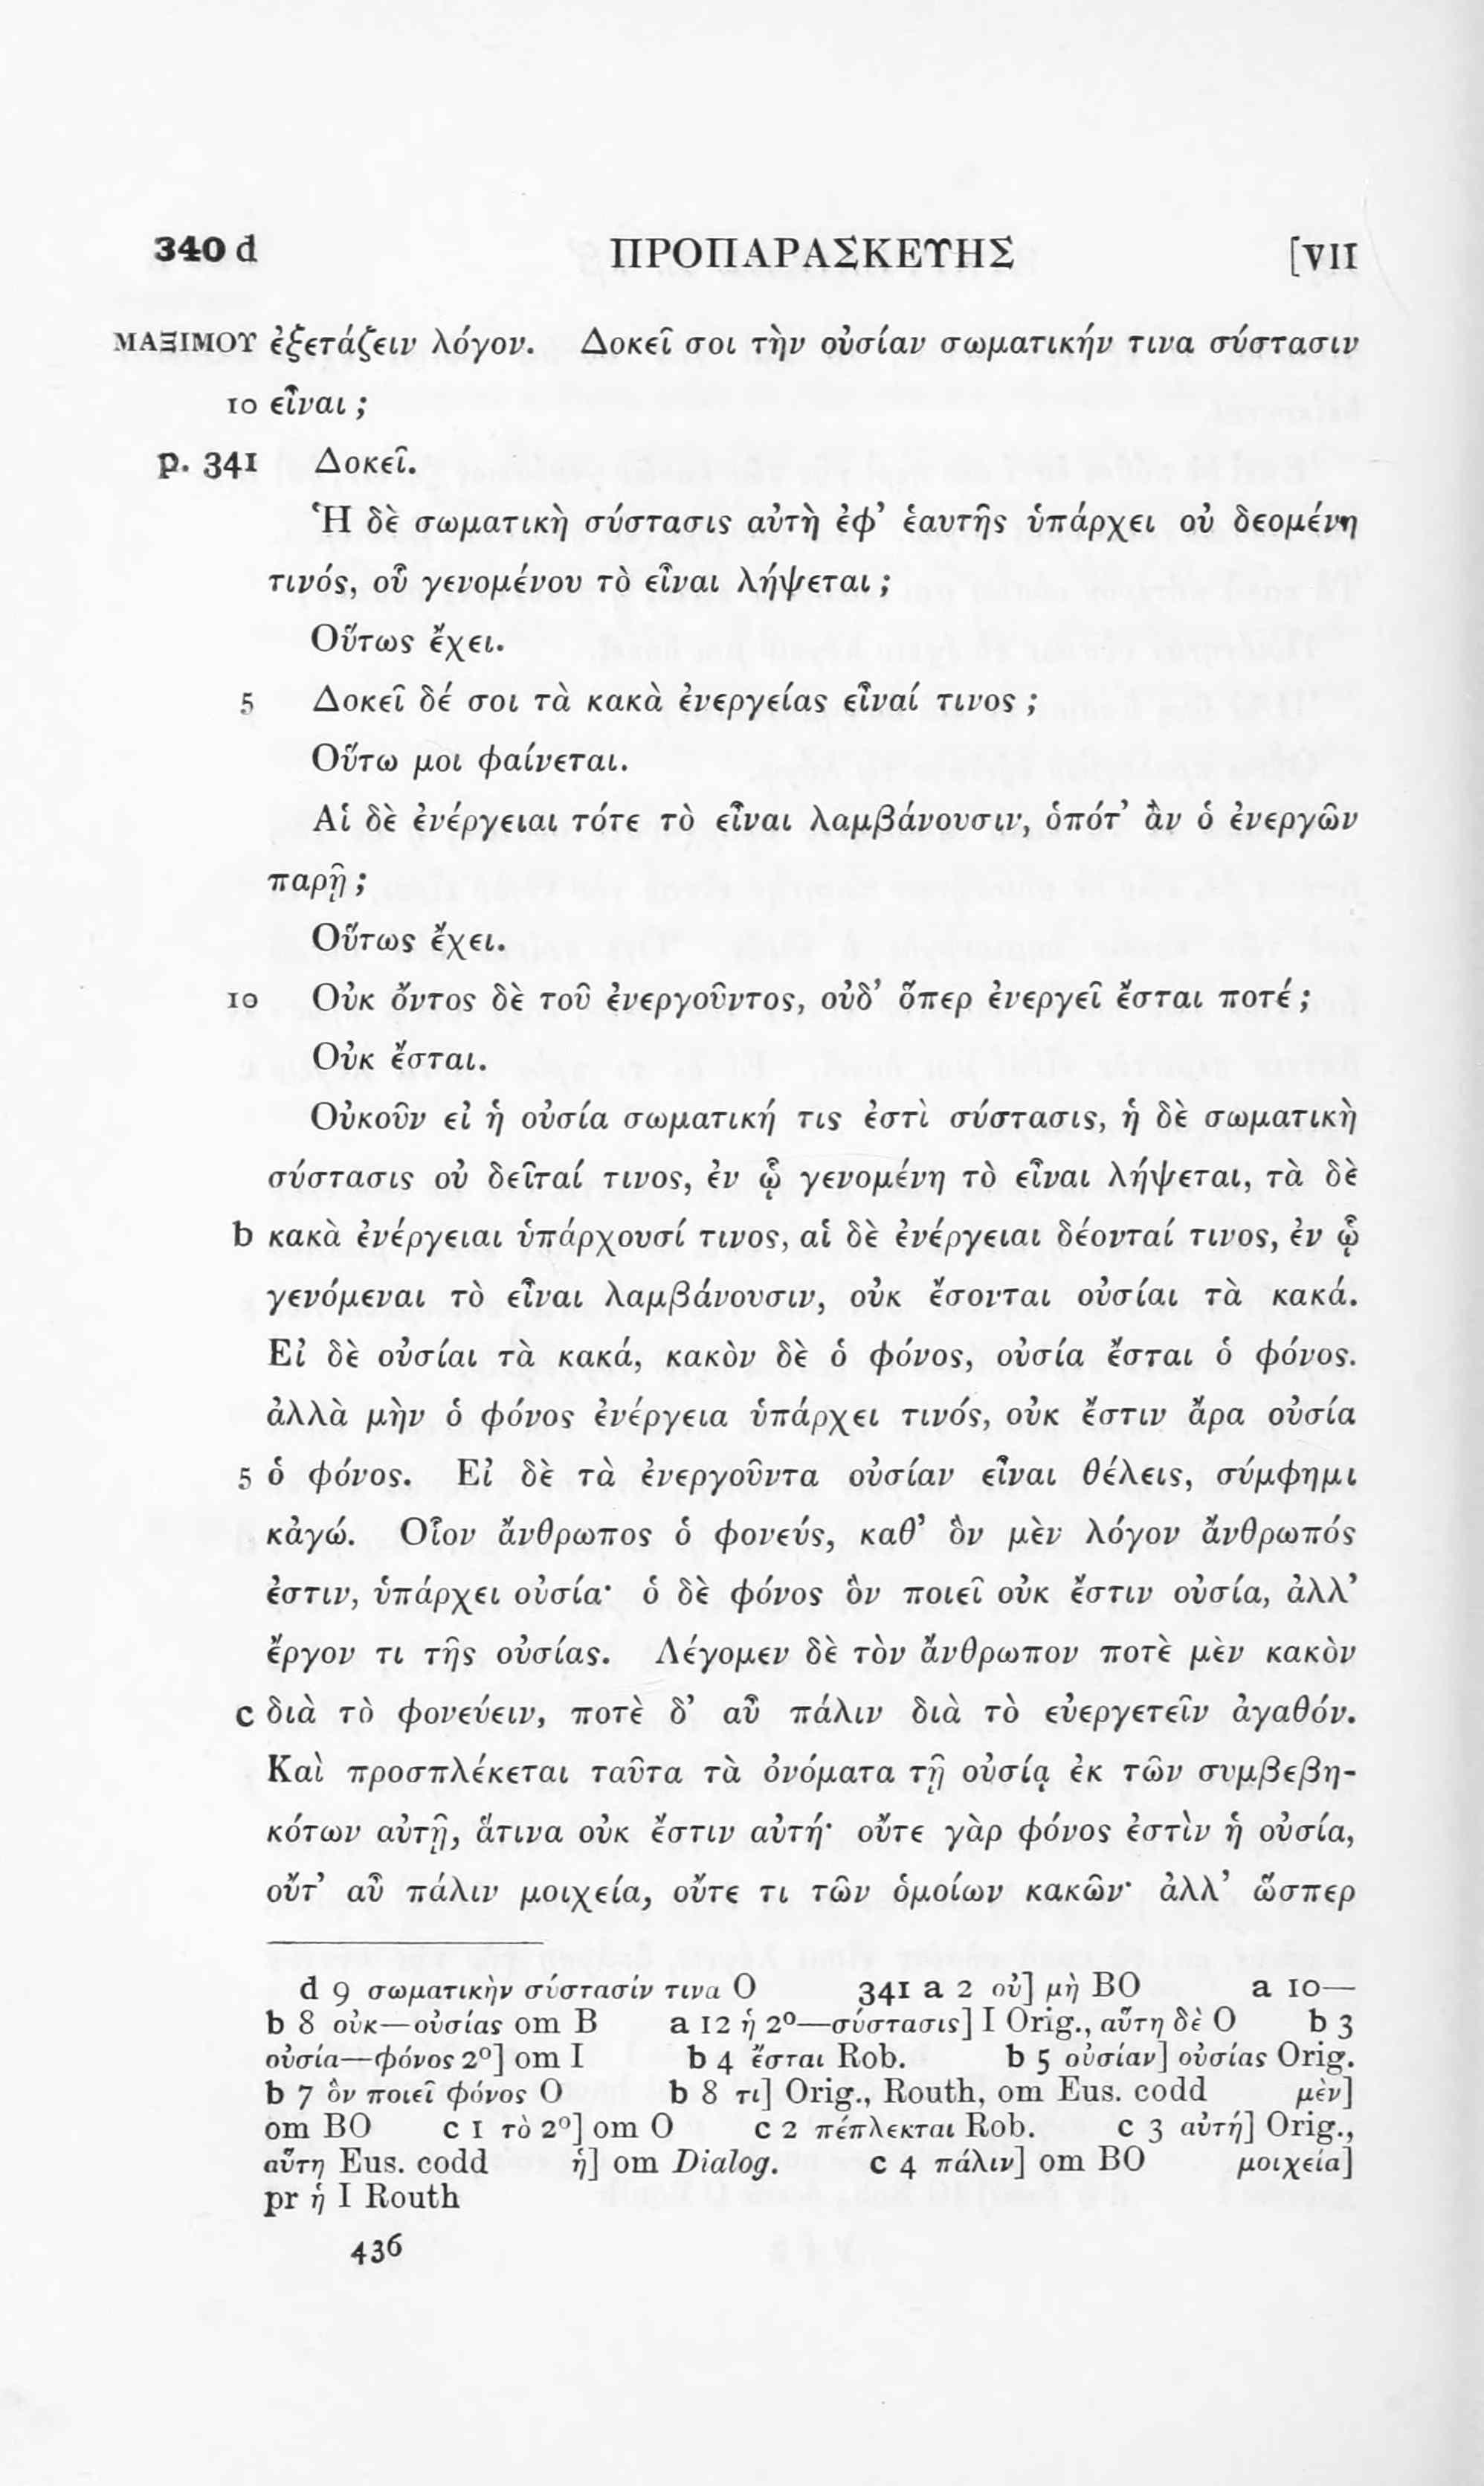 340 d ΠΡΟΠΑΡΑΣΚΕΥΗΣ [VII
ΜΑΞΙΜΟΥ ἐξετάζειν λόγον. Δοκεῖ σοι τὴν οὐσίαν σωματικήν τινα σύστασιν
10 εἶναι ;
p. 341 Δοκεῖ.
Ἡ δὲ σωματικὴ σύστασις αὐτὴ ἐφ’ ἑαυτῆς ὑπάρχει οὐ δεομένη
τινός, οὗ γενομένου τὸ εἶναι λήψεται ;
Οὕτως ἔχει.
5 Δοκεῖ δέ σοι τὰ κακὰ ἐνεργείας εἶναί τινος ;
Οὕτω μοι φαίνεται.
Αἱ δὲ ἐνέργειαι τότε τὸ εἶναι λαμβάνουσιν, ὁπότ’ ἂν ὁ ἐνεργῶν
παρῇ ;
Οὕτως ἔχει.
10 Οὐκ ὄντος δὲ τοῦ ἐνεργοῦντος, οὐδ’ ὅπερ ἐνεργεῖ ἔσται ποτέ ;
Οὐκ ἔσται.
Οὐκοῦν εἰ ἡ οὐσία σωματική τις ἐστὶ σύστασις, ἡ δὲ σωματικὴ
σύστασις οὐ δεῖταί τινος, ἐν ᾧ γενομένη τὸ εἶναι λήψεται, τὰ δὲ
b κακὰ ἐνέργειαι ὑπάρχουσί τινος, αἱ δὲ ἐνέργειαι δέονταί τινος, ἐν ᾧ
γενόμεναι τὸ εἶναι λαμβάνουσιν, οὐκ ἔσονται οὐσίαι τὰ κακά.
Εἰ δὲ οὐσίαι τὰ κακά, κακὸν δὲ ὁ φόνος, οὐσία ἔσται ὁ φόνος.
ἀλλὰ μὴν ὁ φόνος ἐνέργεια ὑπάρχει τινός, οὐκ ἔστιν ἄρα οὐσία
5 ὁ φόνος. Εἰ δὲ τὰ ἐνεργοῦντα οὐσίαν εἶναι θέλεις, σύμφημι
κἀγώ. Οἷον ἄνθρωπος ὁ φονεύς, καθ’ ὃν μὲν λόγον ἄνθρωπός
ἐστιν, ὑπάρχει οὐσία· ὁ δὲ φόνος ὃν ποιεῖ οὐκ ἔστιν οὐσία, ἀλλ’
ἔργον τι τῆς οὐσίας. Λέγομεν δὲ τὸν ἄνθρωπον ποτὲ μὲν κακὸν
c διὰ τὸ φονεύειν, ποτὲ δ’ αὖ πάλιν διὰ τὸ εὐεργετεῖν ἀγαθόν.
Καὶ προσπλέκεται ταῦτα τὰ ὀνόματα τῇ οὐσίᾳ ἐκ τῶν συμβεβη-
κότων αὐτῇ, ἅτινα οὐκ ἔστιν αὐτή· οὔτε γὰρ φόνος ἐστὶν ἡ οὐσία,
οὔτ’ αὖ πάλιν μοιχεία, οὔτε τι τῶν ὁμοίων κακῶν· ἀλλ’ ὥσπερ
d 9 σωματικὴν σύστασίν τινα O 341 a 2 οὐ] μὴ BO a 10—
b 8 οὐκ—οὐσίας om B a 12 ἡ 2º—σύστασις] I Orig., αὕτη δὲ O b 3
οὐσία—φόνος 2º] om I b 4 ἔσται Rob. b 5 οὐσίαν] οὐσίας Orig.
b 7 ὃν ποιεῖ φόνος O b 8 τι] Orig., Routh, om Eus. codd μὲν]
om BO c 1 τὸ 2º] om O c 2 πέπλεκται Rob. c 3 αὐτή] Orig.,
αὕτη Eus. codd ἡ] om Dialog. c 4 πάλιν] om BO μοιχεία]
pr ἡ I Routh
436